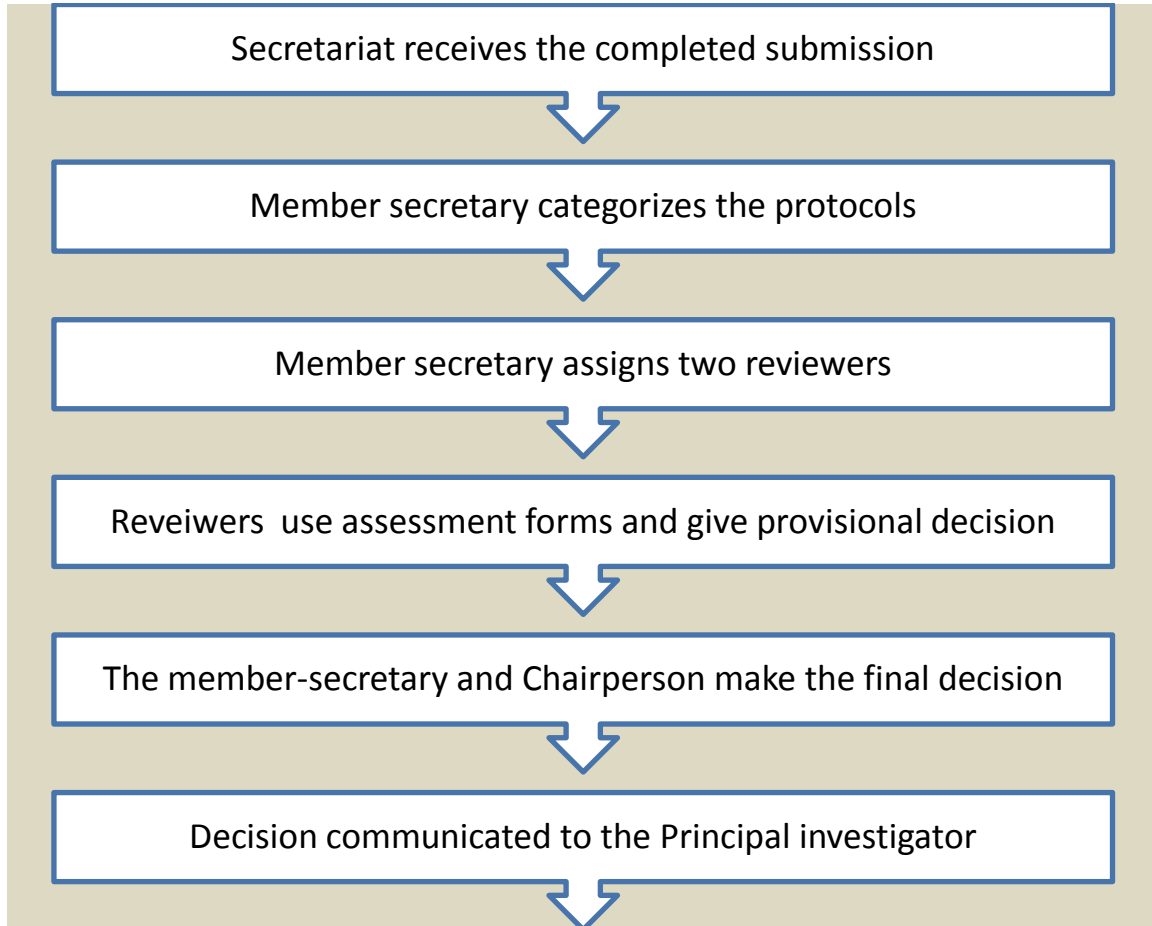 Secretariat receives the completed submission
Member secretary categorizes the protocols
Member secretary assigns two reviewers
Reveiwers  use assessment forms and give provisional decision
The member-secretary and Chairperson make the final decision
Decision communicated to the Principal investigator